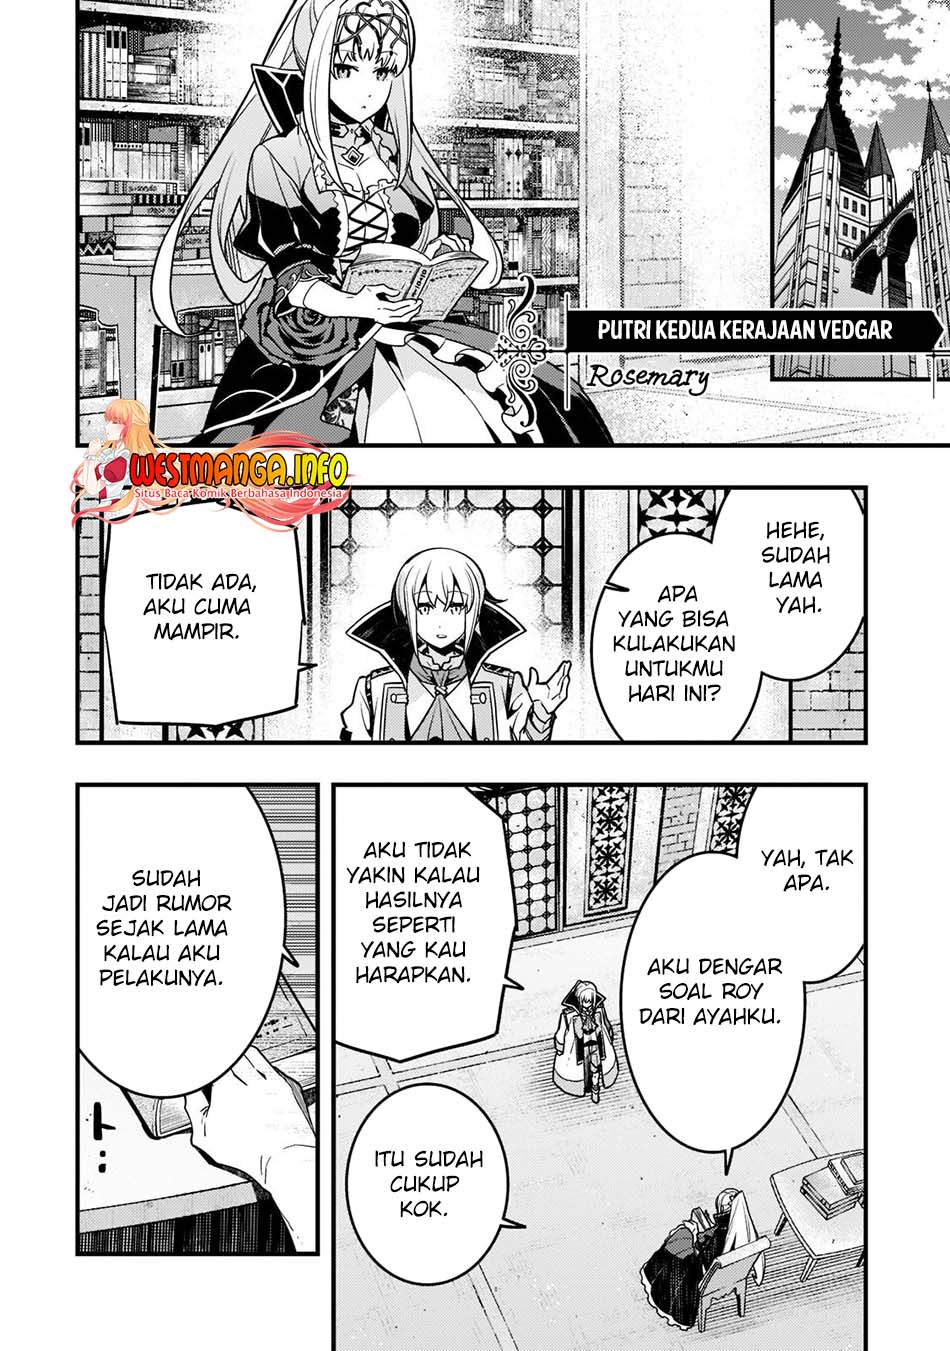 PUTRI KEDUA KERAJAAN VEDGAR
Rosemary
WESTMANGA.INFO
Situs Baca Komik Berbahasa Indonesia
HEHE,
SUDAH
LAMA
YAH.
APA
YANG BISA
KULAKUKAN
UNTUKMU
HARI INI?
TIDAK ADA,
AKU CUMA
MAMPIR.
YAH, TAK
APA.
AKU DENGAR
SOAL ROY
DARI AYAHKU.
AKU TIDAK
YAKIN KALAU
HASILNYA
SEPERTI
YANG KAU
HARAPKAN.
ITU SUDAH
CUKUP
KOK.
SUDAH
JADI RUMOR
SEJAK LAMA
KALAU AKU
PELAKUNYA.
ト